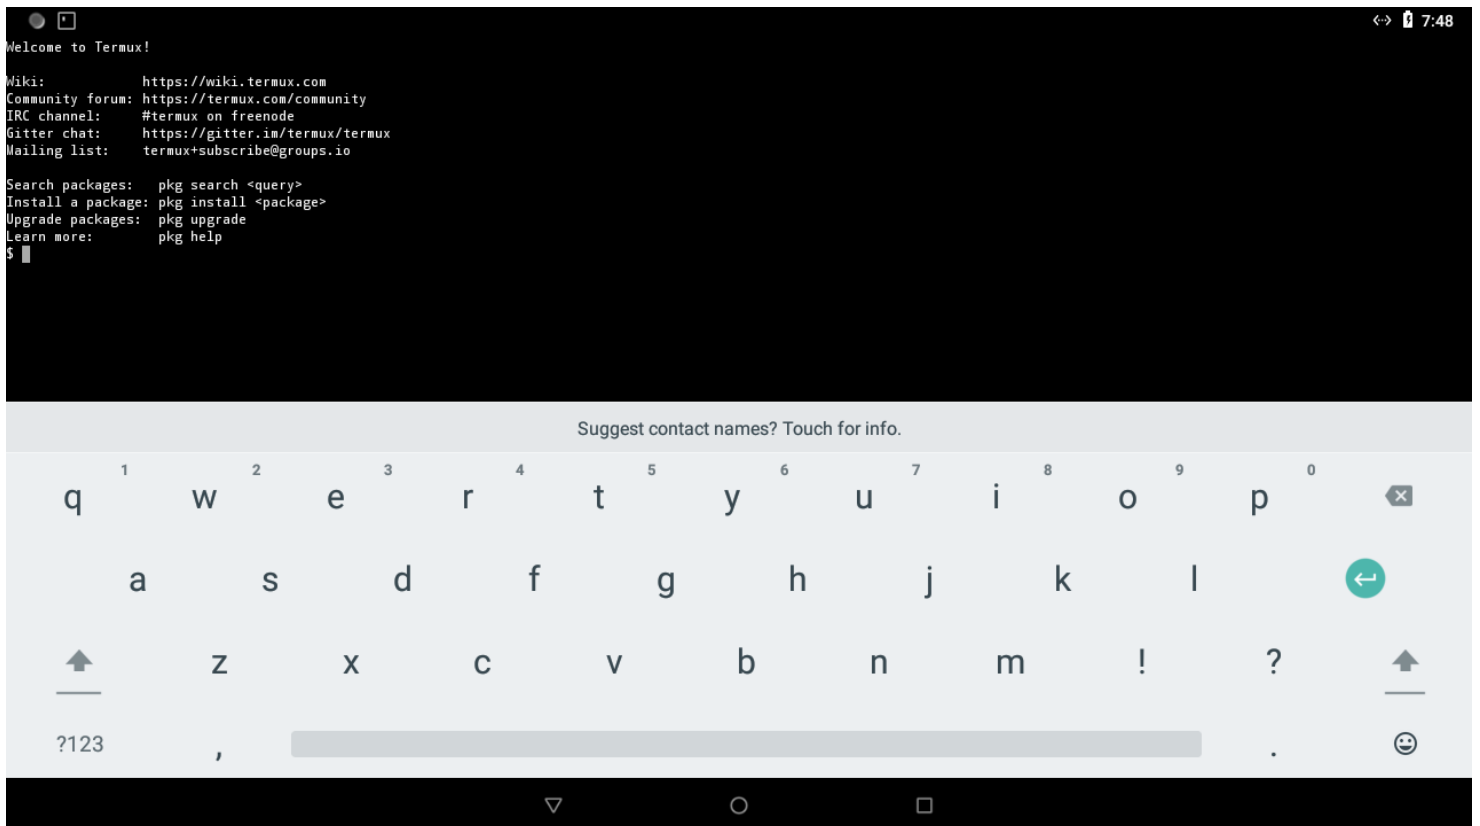 7:48
Welcome to Termux!
Wiki: https://wiki.termux.com
Community forum: https://termux.com/community
IRC channel: #termux on freenode
Gitter chat: https://gitter.im/termux/termux
Mailing list: termux+subscribe@groups.io
Search packages: pkg search <query>
Install a package: pkg install <package>
Upgrade packages: pkg upgrade
Learn more: pkg help
$
Suggest contact names? Touch for info.
1 2 3 4 5 6 7 8 9 0
q w e r t y u i o p
a s d f g h j k l
z x c v b n m ! ?
?123 , .